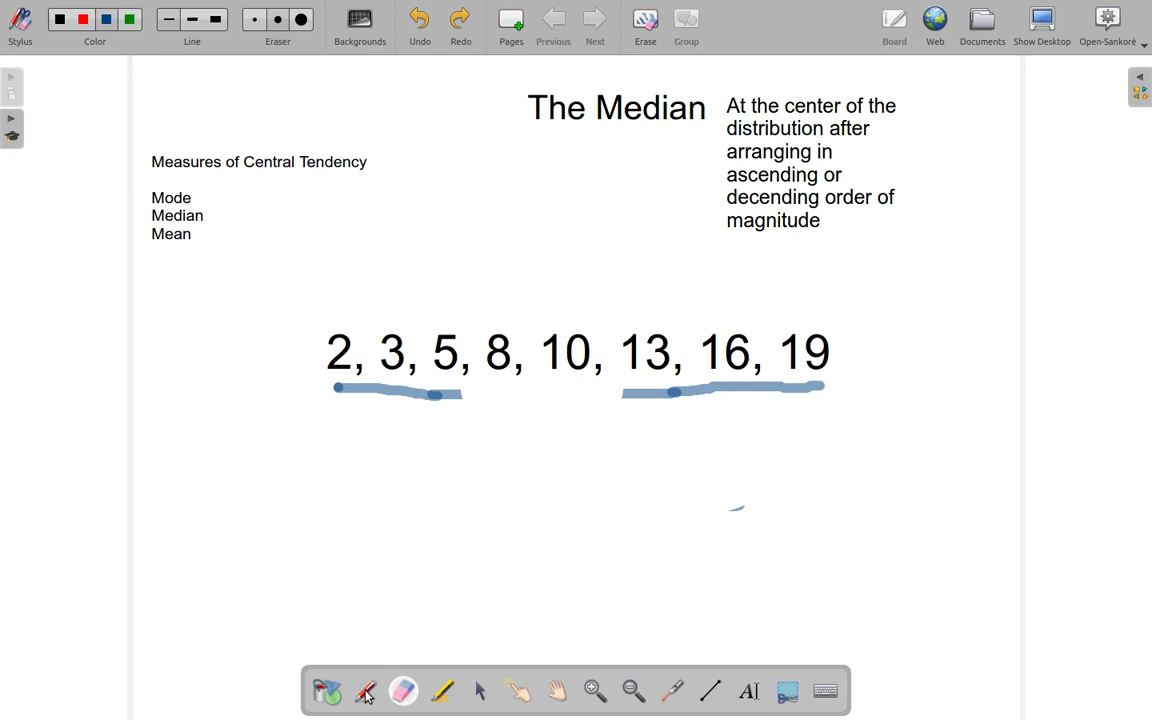 Stylus Color Line Eraser Backgrounds Undo Redo Pages Previous Next Erase Group Board Web Documents Show Desktop Open-Sankoré
The Median
At the center of the
distribution after
arranging in
ascending or
decending order of
magnitude
Measures of Central Tendency
Mode
Median
Mean
2, 3, 5, 8, 10, 13, 16, 19